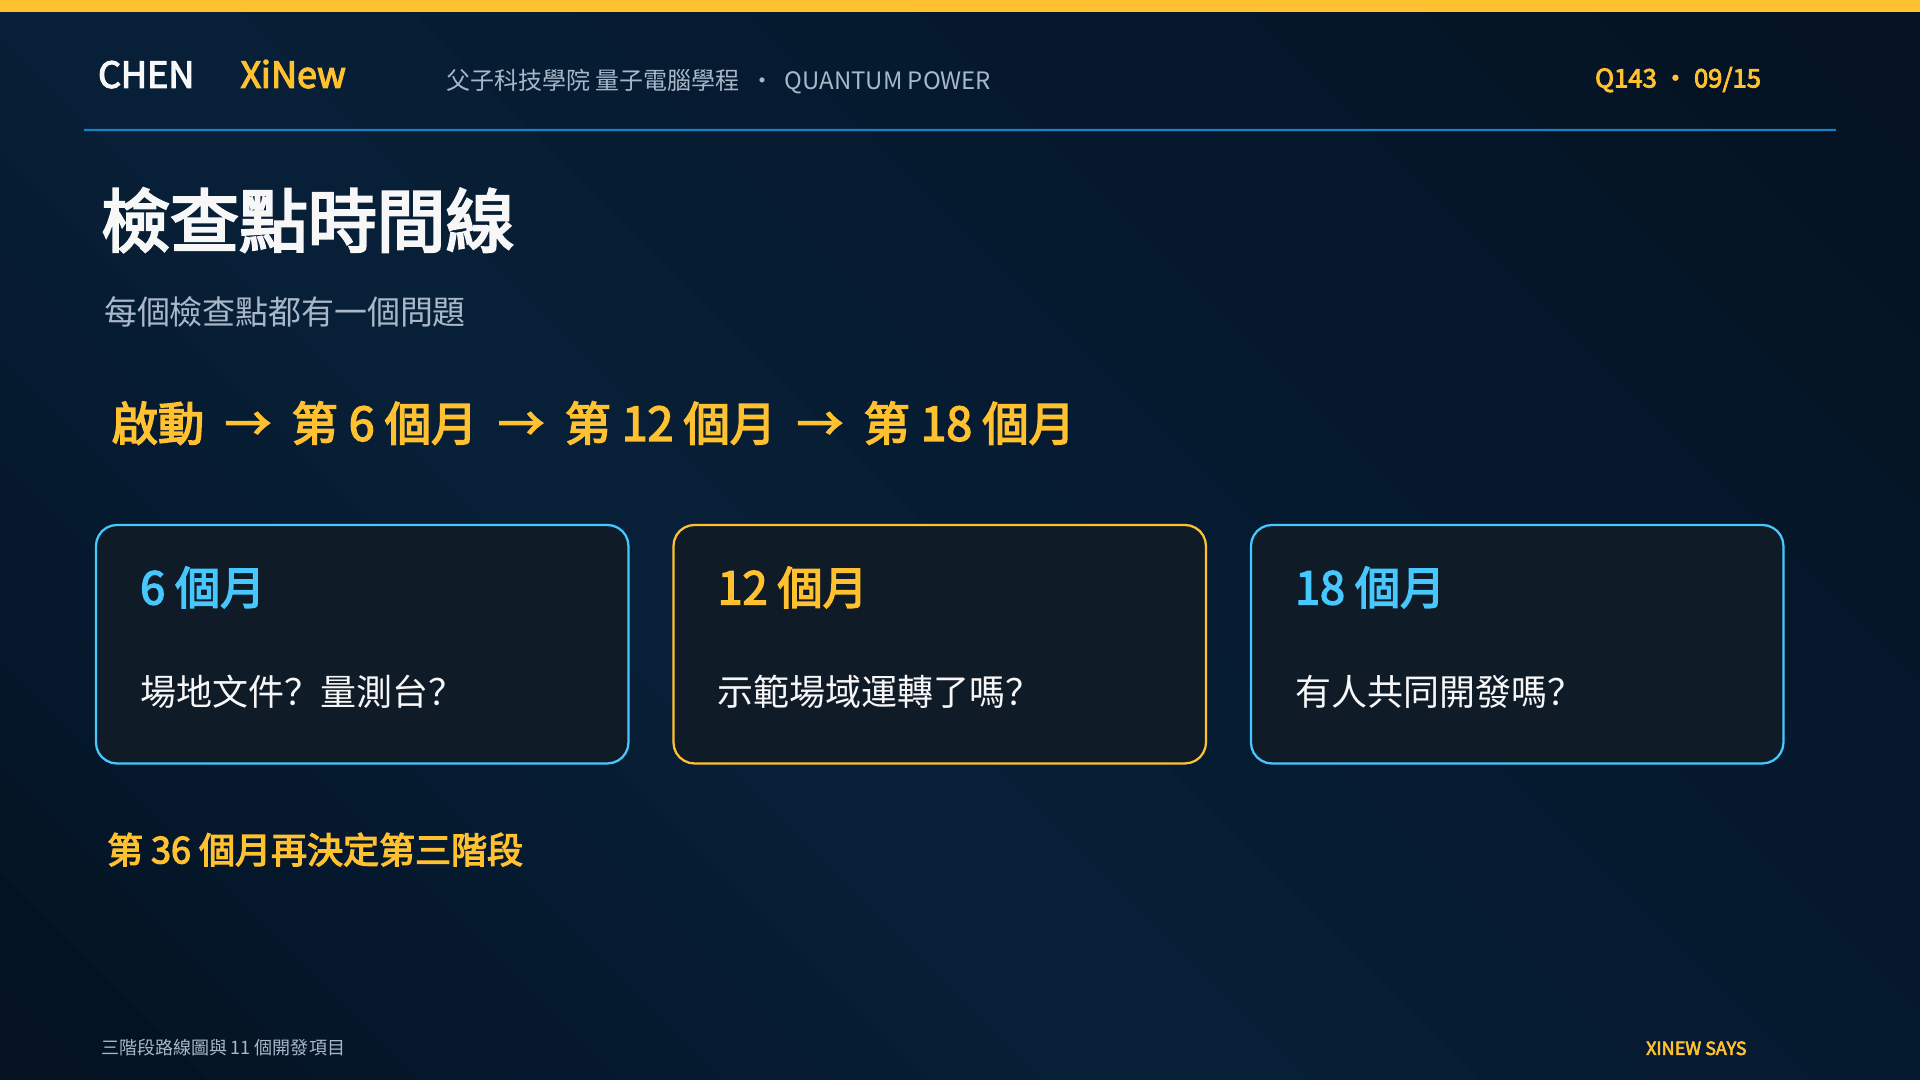 CHEN XiNew 父子科技學院 量子電腦學程 • QUANTUM POWER Q143 • 09/15
檢查點時間線
每個檢查點都有一個問題
啟動 → 第 6 個月 → 第 12 個月 → 第 18 個月
6 個月
場地文件？量測台？
12 個月
示範場域運轉了嗎？
18 個月
有人共同開發嗎？
第 36 個月再決定第三階段
三階段路線圖與 11 個開發項目
XINEW SAYS